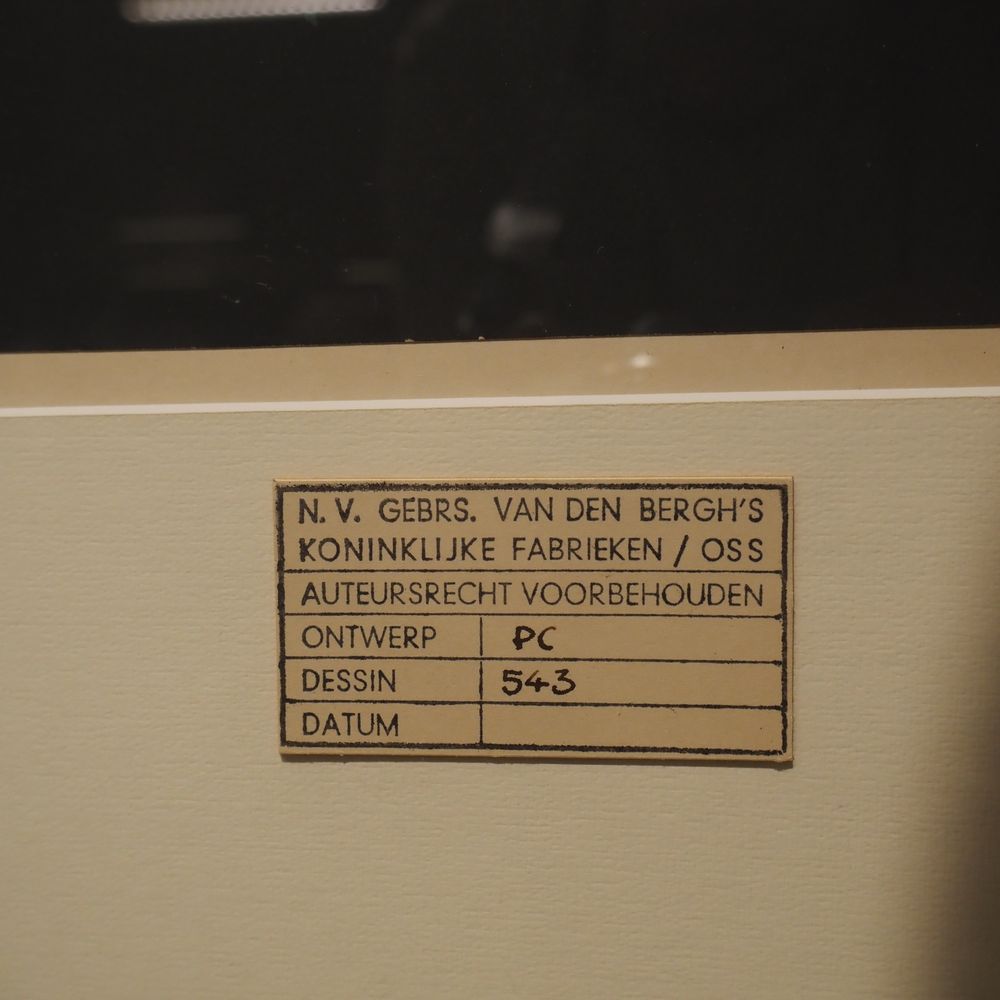 N. V. GEBRS. VAN DEN BERGH'S
KONINKLIJKE FABRIEKEN / OSS
AUTEURSRECHT VOORBEHOUDEN
ONTWERP PC
DESSIN 543
DATUM